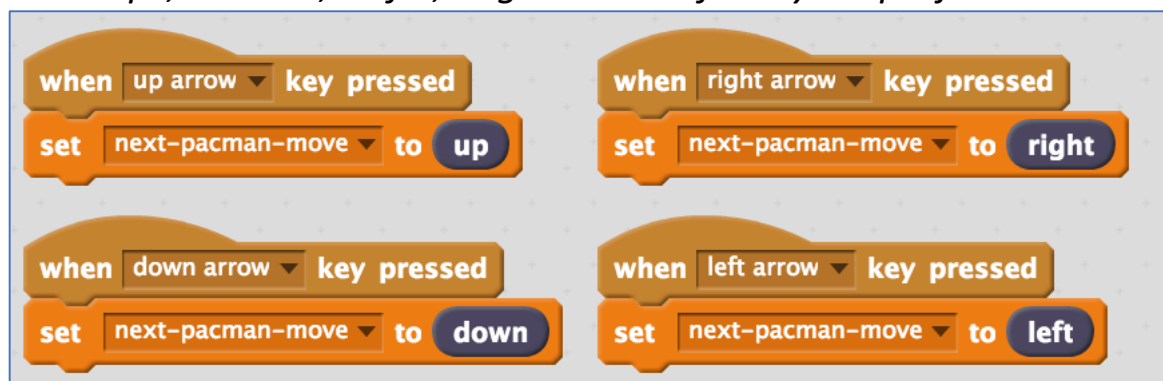 when up arrow key pressed
set next-pacman-move to up
when right arrow key pressed
set next-pacman-move to right
when down arrow key pressed
set next-pacman-move to down
when left arrow key pressed
set next-pacman-move to left